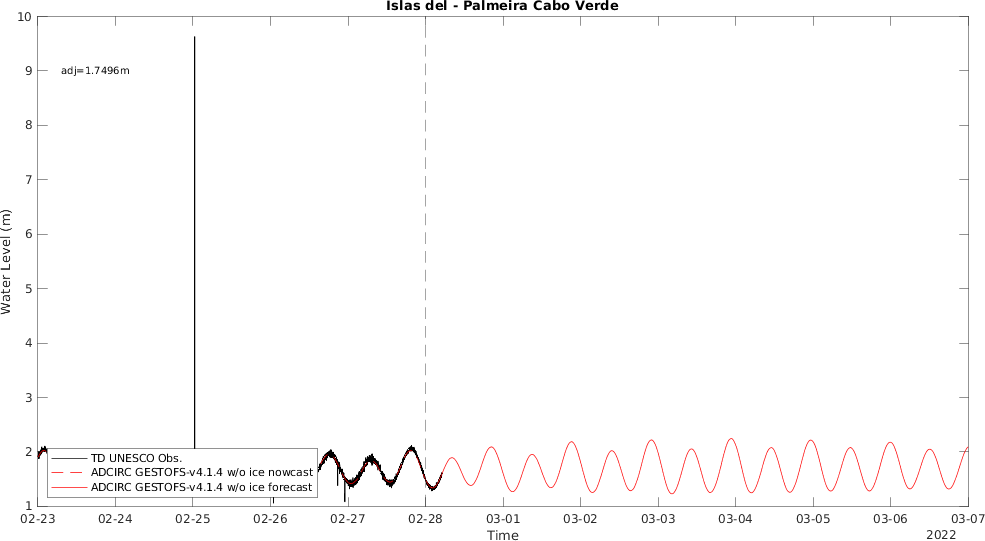 Islas del - Palmeira Cabo Verde
10
9
8
7
6
5
4
3
2
1
Water Level (m)
adj=1.7496m
TD UNESCO Obs.
ADCIRC GESTOFS-v4.1.4 w/o ice nowcast
ADCIRC GESTOFS-v4.1.4 w/o ice forecast
02-23 02-24 02-25 02-26 02-27 02-28 03-01 03-02 03-03 03-04 03-05 03-06 03-07
Time
2022